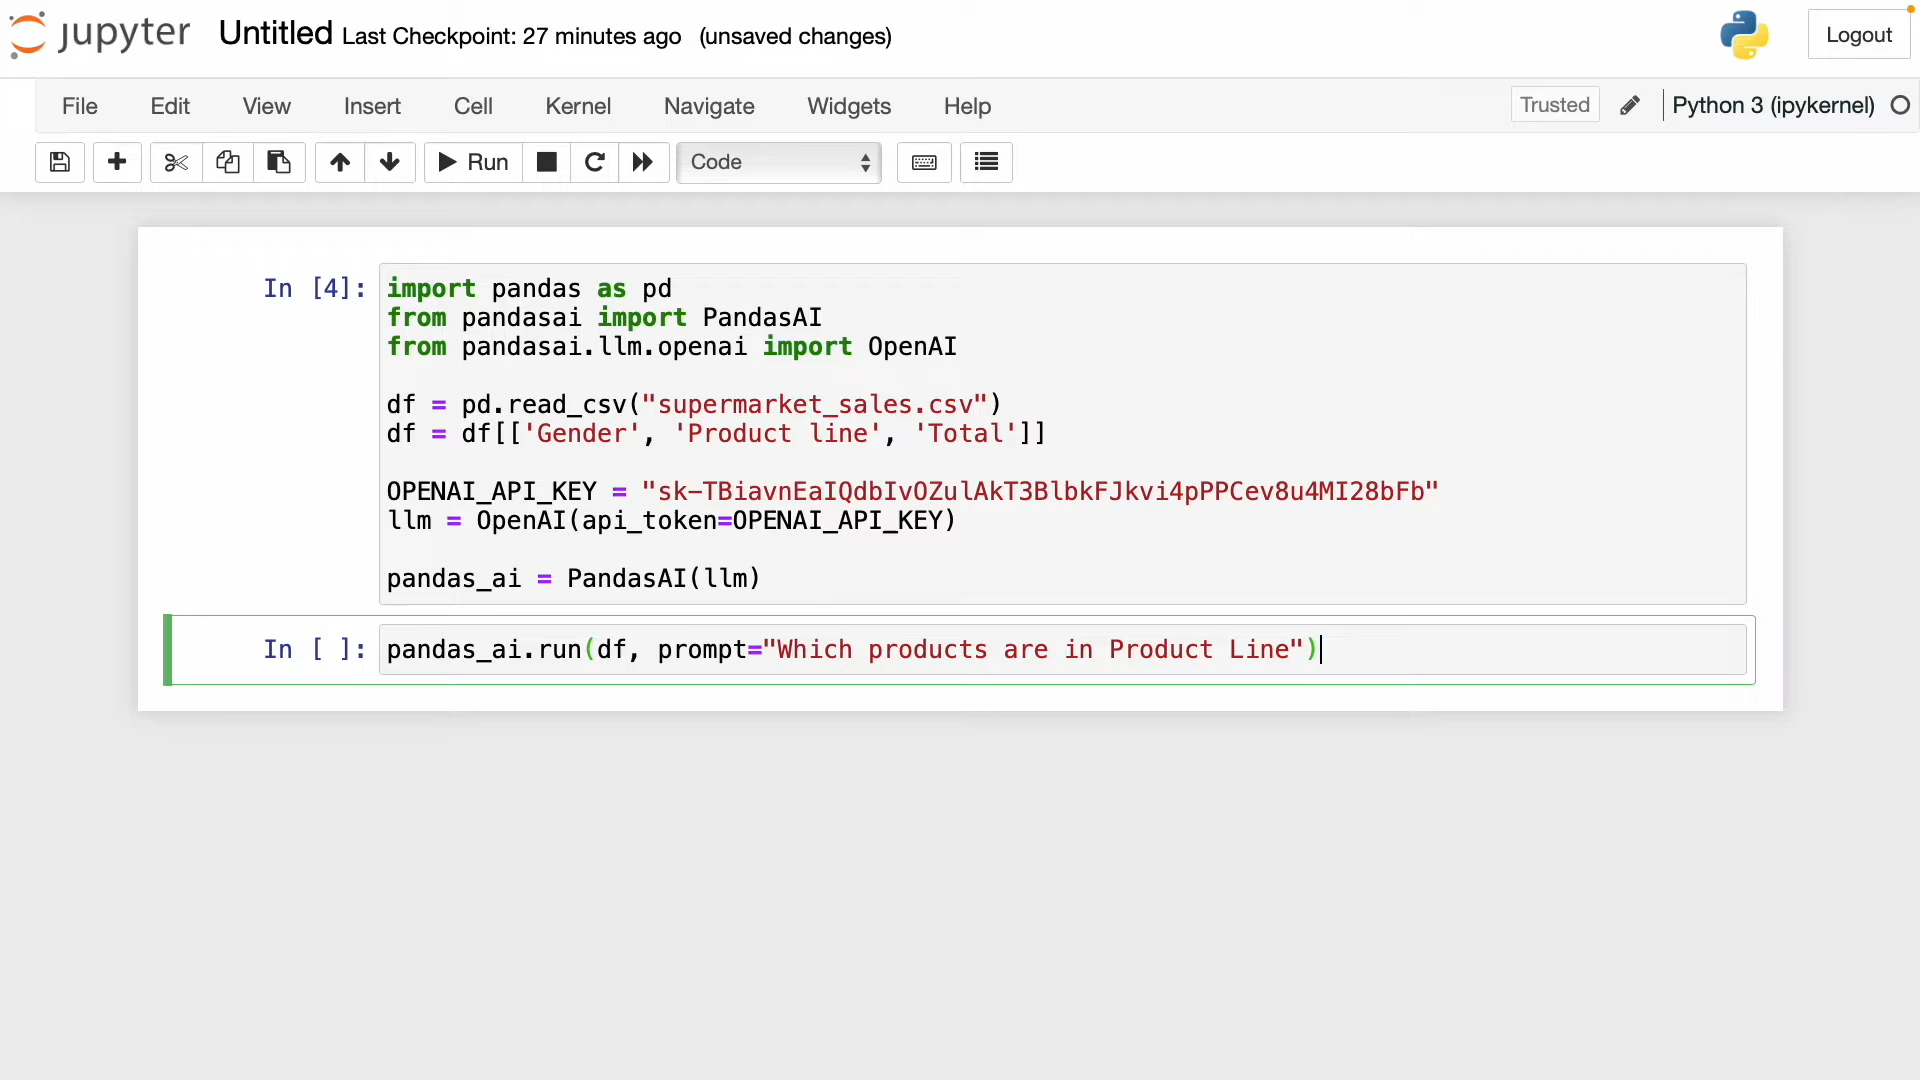 jupyter Untitled Last Checkpoint: 27 minutes ago (unsaved changes) Logout
File Edit View Insert Cell Kernel Navigate Widgets Help Trusted Python 3 (ipykernel)
Run Code
In [4]: import pandas as pd
from pandasai import PandasAI
from pandasai.llm.openai import OpenAI
df = pd.read_csv("supermarket_sales.csv")
df = df[['Gender', 'Product line', 'Total']]
OPENAI_API_KEY = "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"
llm = OpenAI(api_token=OPENAI_API_KEY)
pandas_ai = PandasAI(llm)
In [ ]: pandas_ai.run(df, prompt="Which products are in Product Line")